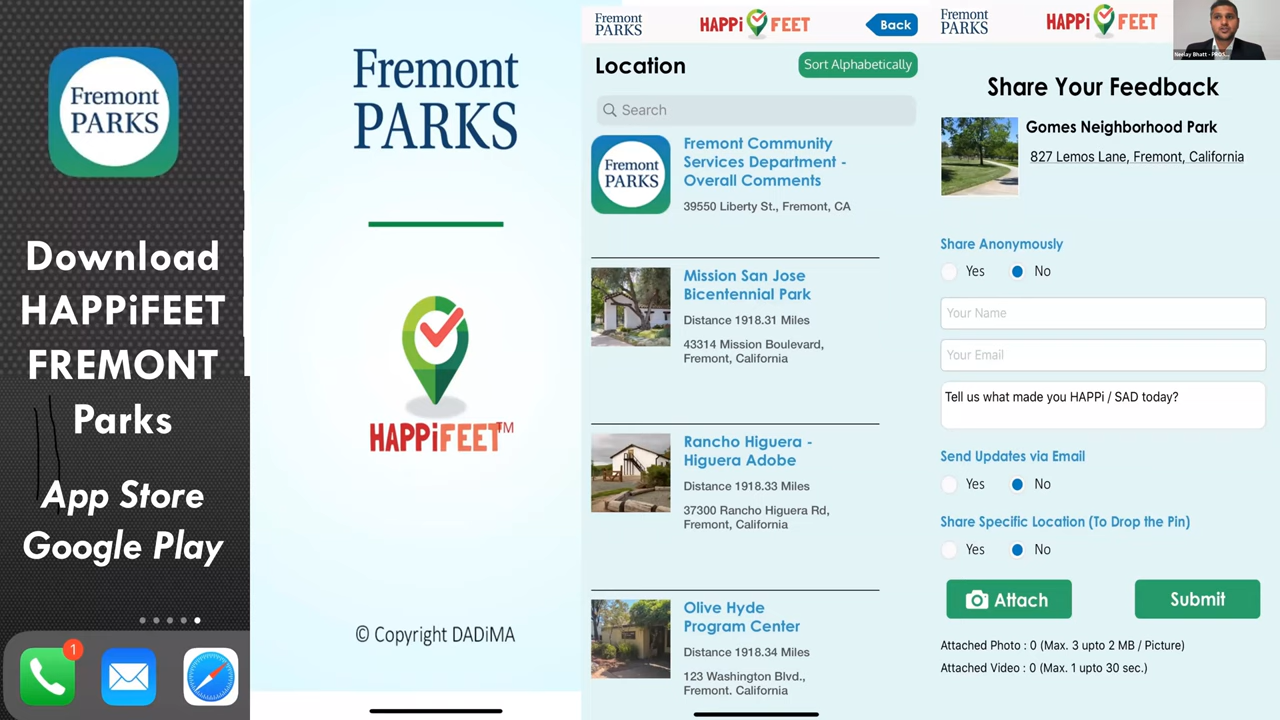 Fremont
PARKS
Download
HAPPiFEET
FREMONT
Parks
App Store
Google Play
1
Fremont
PARKS
HAPPiFEET™
© Copyright DADiMA
Fremont
PARKS
HAPPiFEET
Back
Location
Sort Alphabetically
Search
Fremont
PARKS
Fremont Community
Services Department -
Overall Comments
39550 Liberty St., Fremont, CA
Mission San Jose
Bicentennial Park
Distance 1918.31 Miles
43314 Mission Boulevard,
Fremont, California
Rancho Higuera -
Higuera Adobe
Distance 1918.33 Miles
37300 Rancho Higuera Rd,
Fremont, California
Olive Hyde
Program Center
Distance 1918.34 Miles
123 Washington Blvd.,
Fremont. California
Fremont
PARKS
HAPPiFEET
Share Your Feedback
Gomes Neighborhood Park
827 Lemos Lane, Fremont, California
Share Anonymously
Yes No
Your Name
Your Email
Tell us what made you HAPPi / SAD today?
Send Updates via Email
Yes No
Share Specific Location (To Drop the Pin)
Yes No
Attach Submit
Attached Photo : 0 (Max. 3 upto 2 MB / Picture)
Attached Video : 0 (Max. 1 upto 30 sec.)